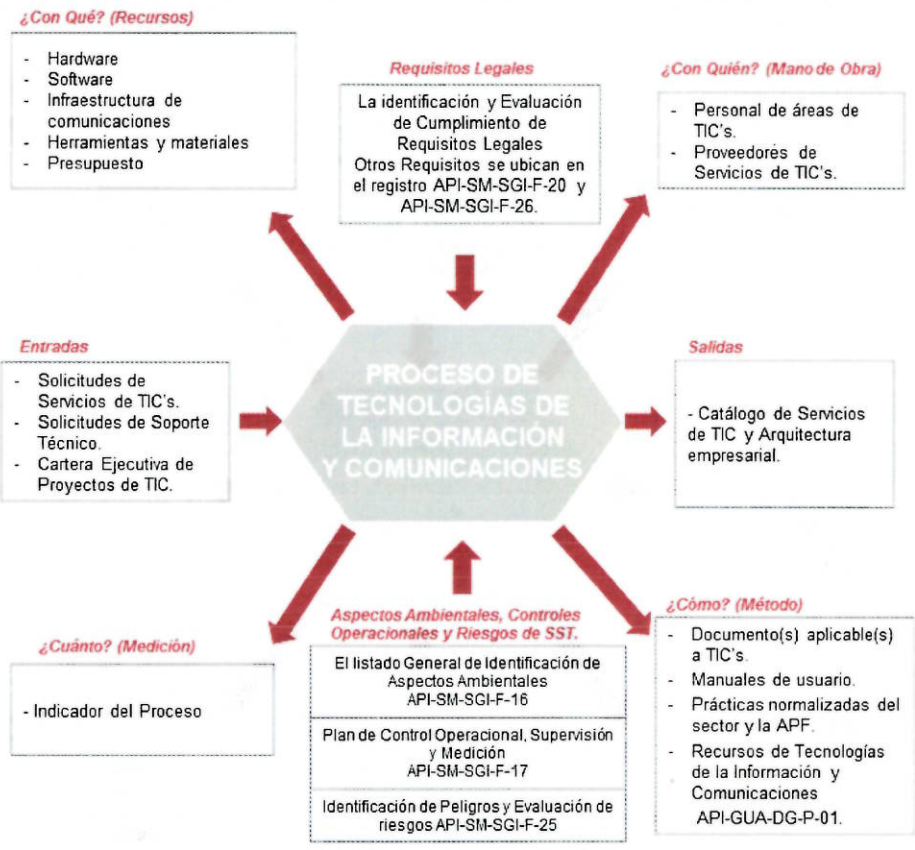 ¿Con Qué? (Recursos)
- Hardware
- Software
- Infraestructura de
comunicaciones
- Herramientas y materiales
- Presupuesto
Requisitos Legales
La identificación y Evaluación
de Cumplimiento de
Requisitos Legales
Otros Requisitos se ubican en
el registro API-SM-SGI-F-20 y
API-SM-SGI-F-26.
¿Con Quién? (Mano de Obra)
- Personal de áreas de
TIC's.
- Proveedores de
Servicios de TIC's.
Entradas
- Solicitudes de
Servicios de TIC's.
- Solicitudes de Soporte
Técnico.
- Cartera Ejecutiva de
Proyectos de TIC.
PROCESO DE
TECNOLOGÍAS DE
LA INFORMACIÓN
Y COMUNICACIONES
Salidas
- Catálogo de Servicios
de TIC y Arquitectura
empresarial.
¿Cuánto? (Medición)
- Indicador del Proceso
Aspectos Ambientales, Controles
Operacionales y Riesgos de SST.
El listado General de Identificación de
Aspectos Ambientales
API-SM-SGI-F-16
Plan de Control Operacional, Supervisión
y Medición
API-SM-SGI-F-17
Identificación de Peligros y Evaluación de
riesgos API-SM-SGI-F-25
¿Cómo? (Método)
- Documento(s) aplicable(s)
a TIC's.
- Manuales de usuario.
- Prácticas normalizadas del
sector y la APF.
- Recursos de Tecnologías
de la Información y
Comunicaciones
API-GUA-DG-P-01.